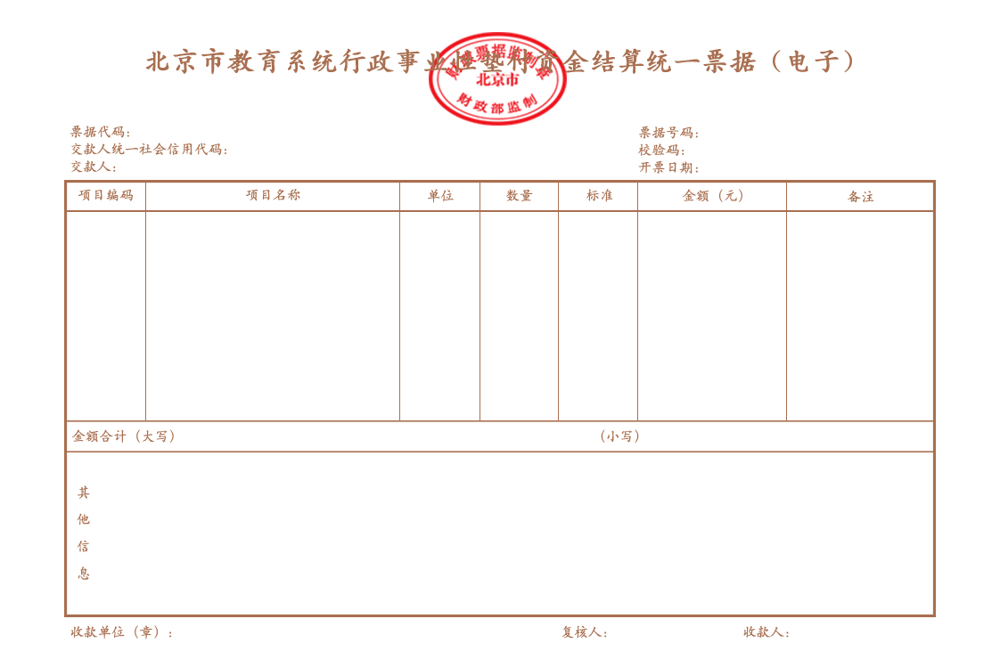 北京市教育系统行政事业性垫付资金结算统一票据（电子）
财政票据监制章
北京市
财政部监制
票据代码：
票据号码：
交款人统一社会信用代码：
校验码：
交款人：
开票日期：
项目编码 项目名称 单位 数量 标准 金额（元） 备注
金额合计（大写） （小写）
其
他
信
息
收款单位（章）： 复核人： 收款人：